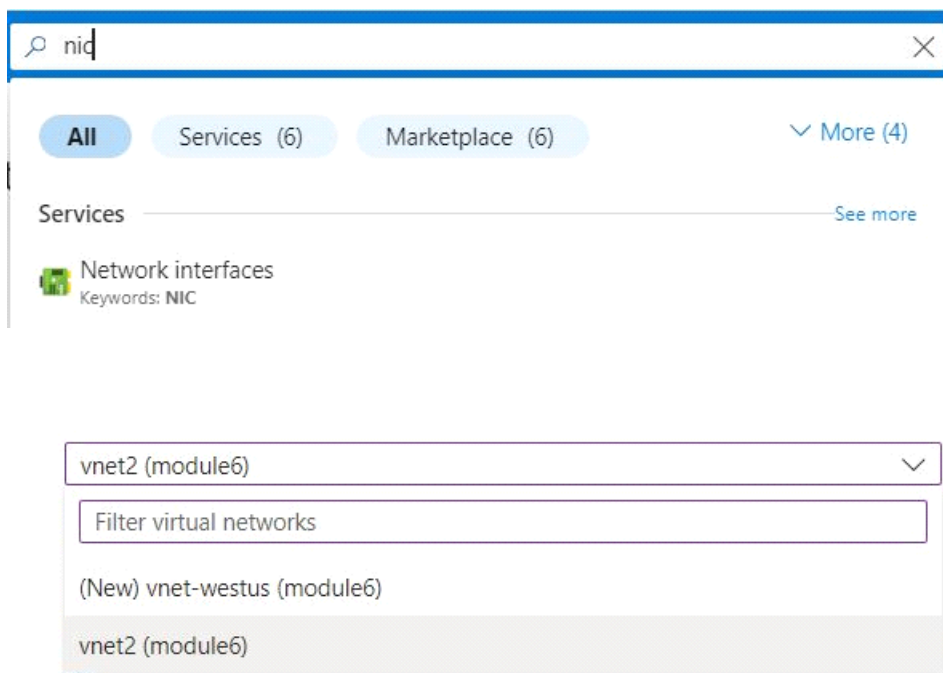 nic
All Services (6) Marketplace (6) More (4)
Services See more
Network interfaces
Keywords: NIC
vnet2 (module6)
Filter virtual networks
(New) vnet-westus (module6)
vnet2 (module6)